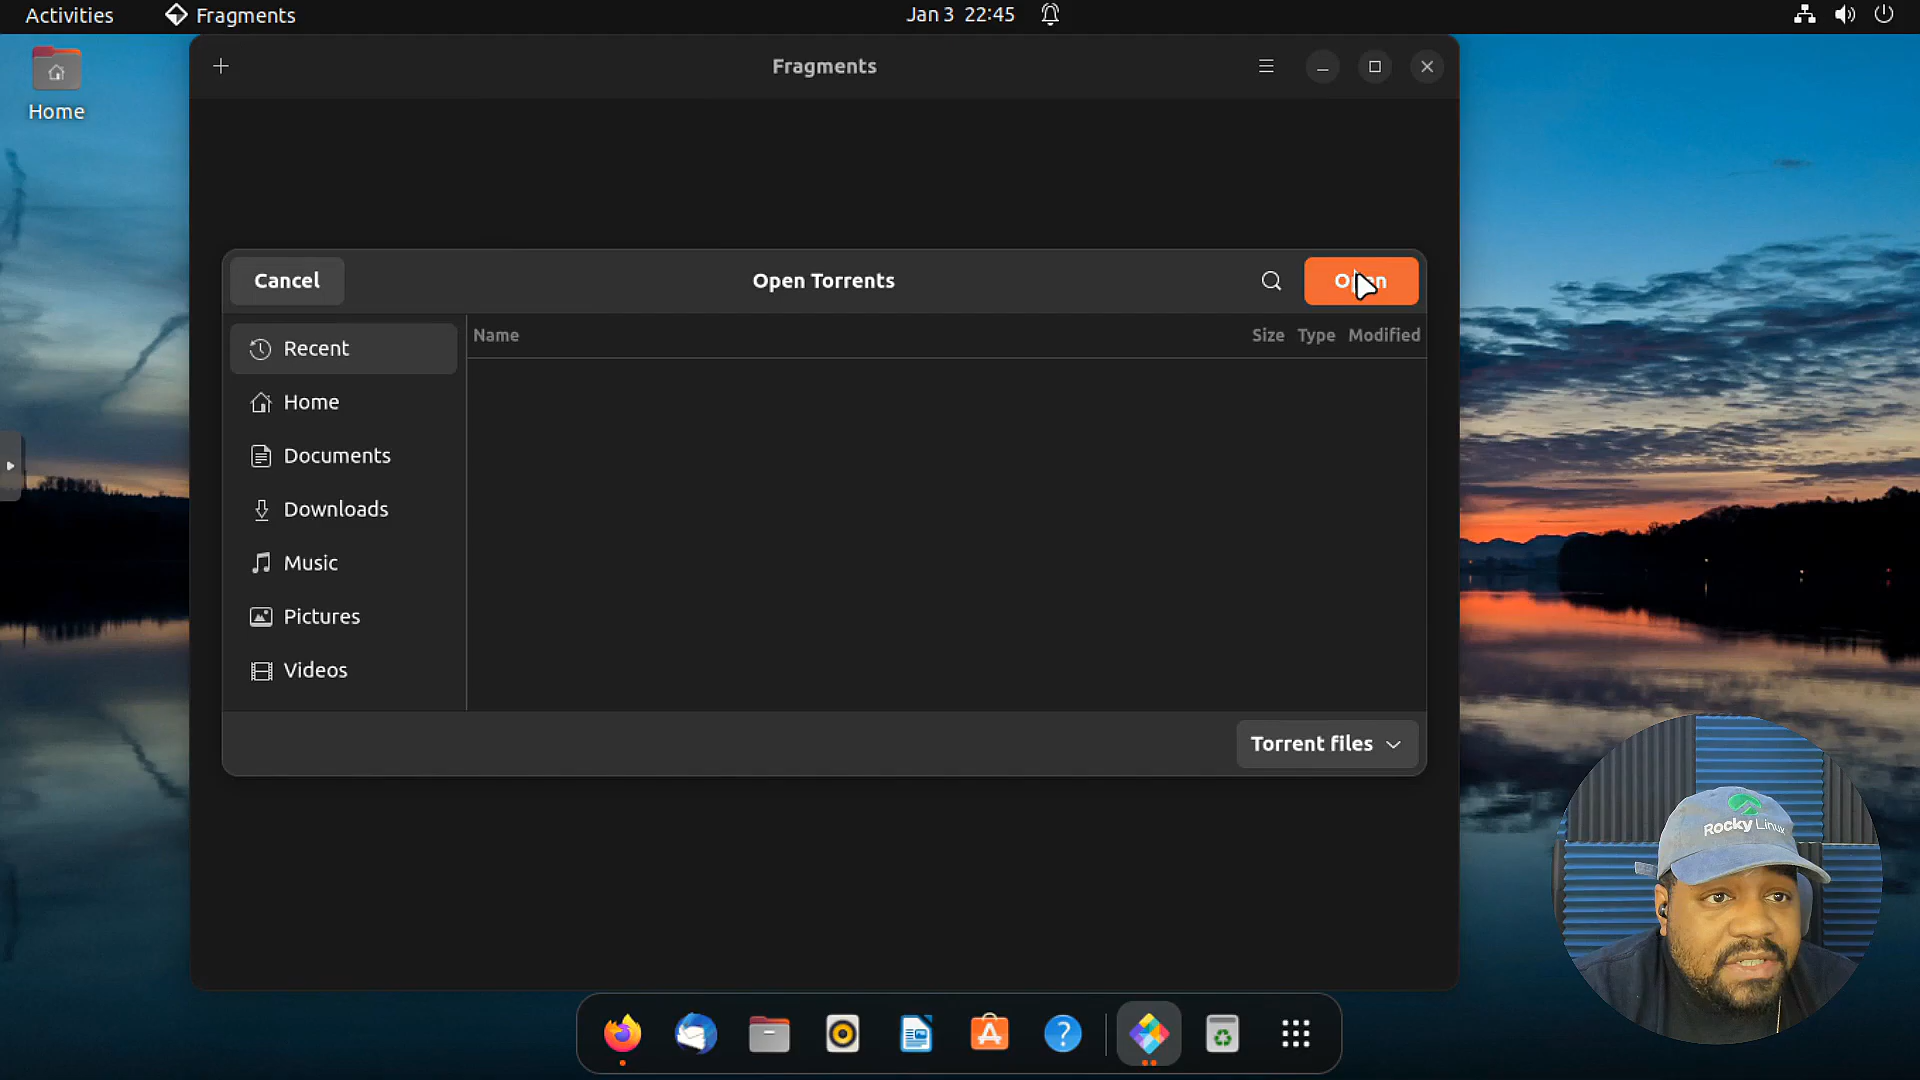 Activities
Fragments
Jan 3 22:45
Home
Fragments
Cancel
Open Torrents
Open
Recent
Home
Documents
Downloads
Music
Pictures
Videos
Name
Size
Type
Modified
Torrent files
Rocky Linux